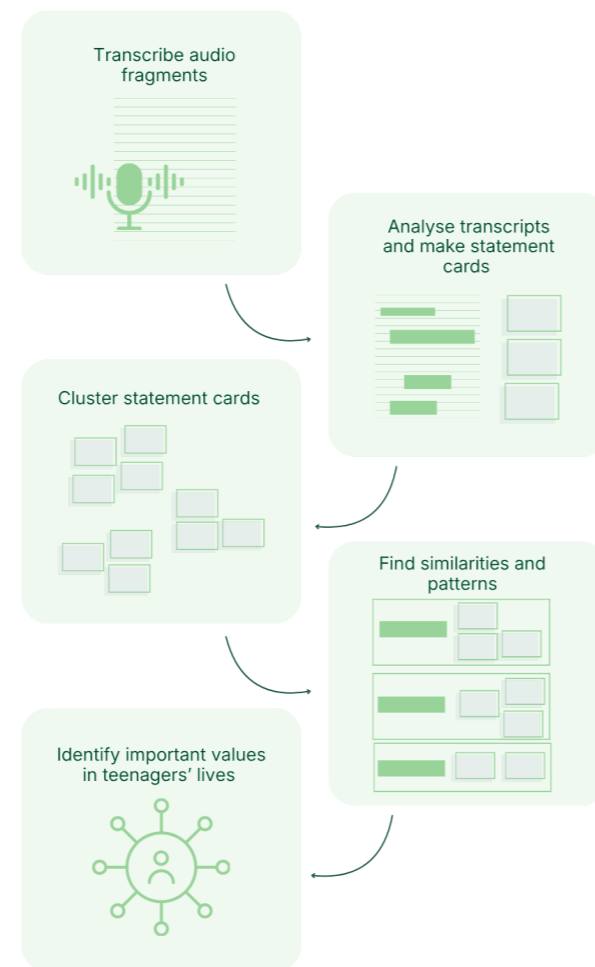 Transcribe audio
fragments
Analyse transcripts
and make statement
cards
Cluster statement cards
Find similarities and
patterns
Identify important values
in teenagers’ lives